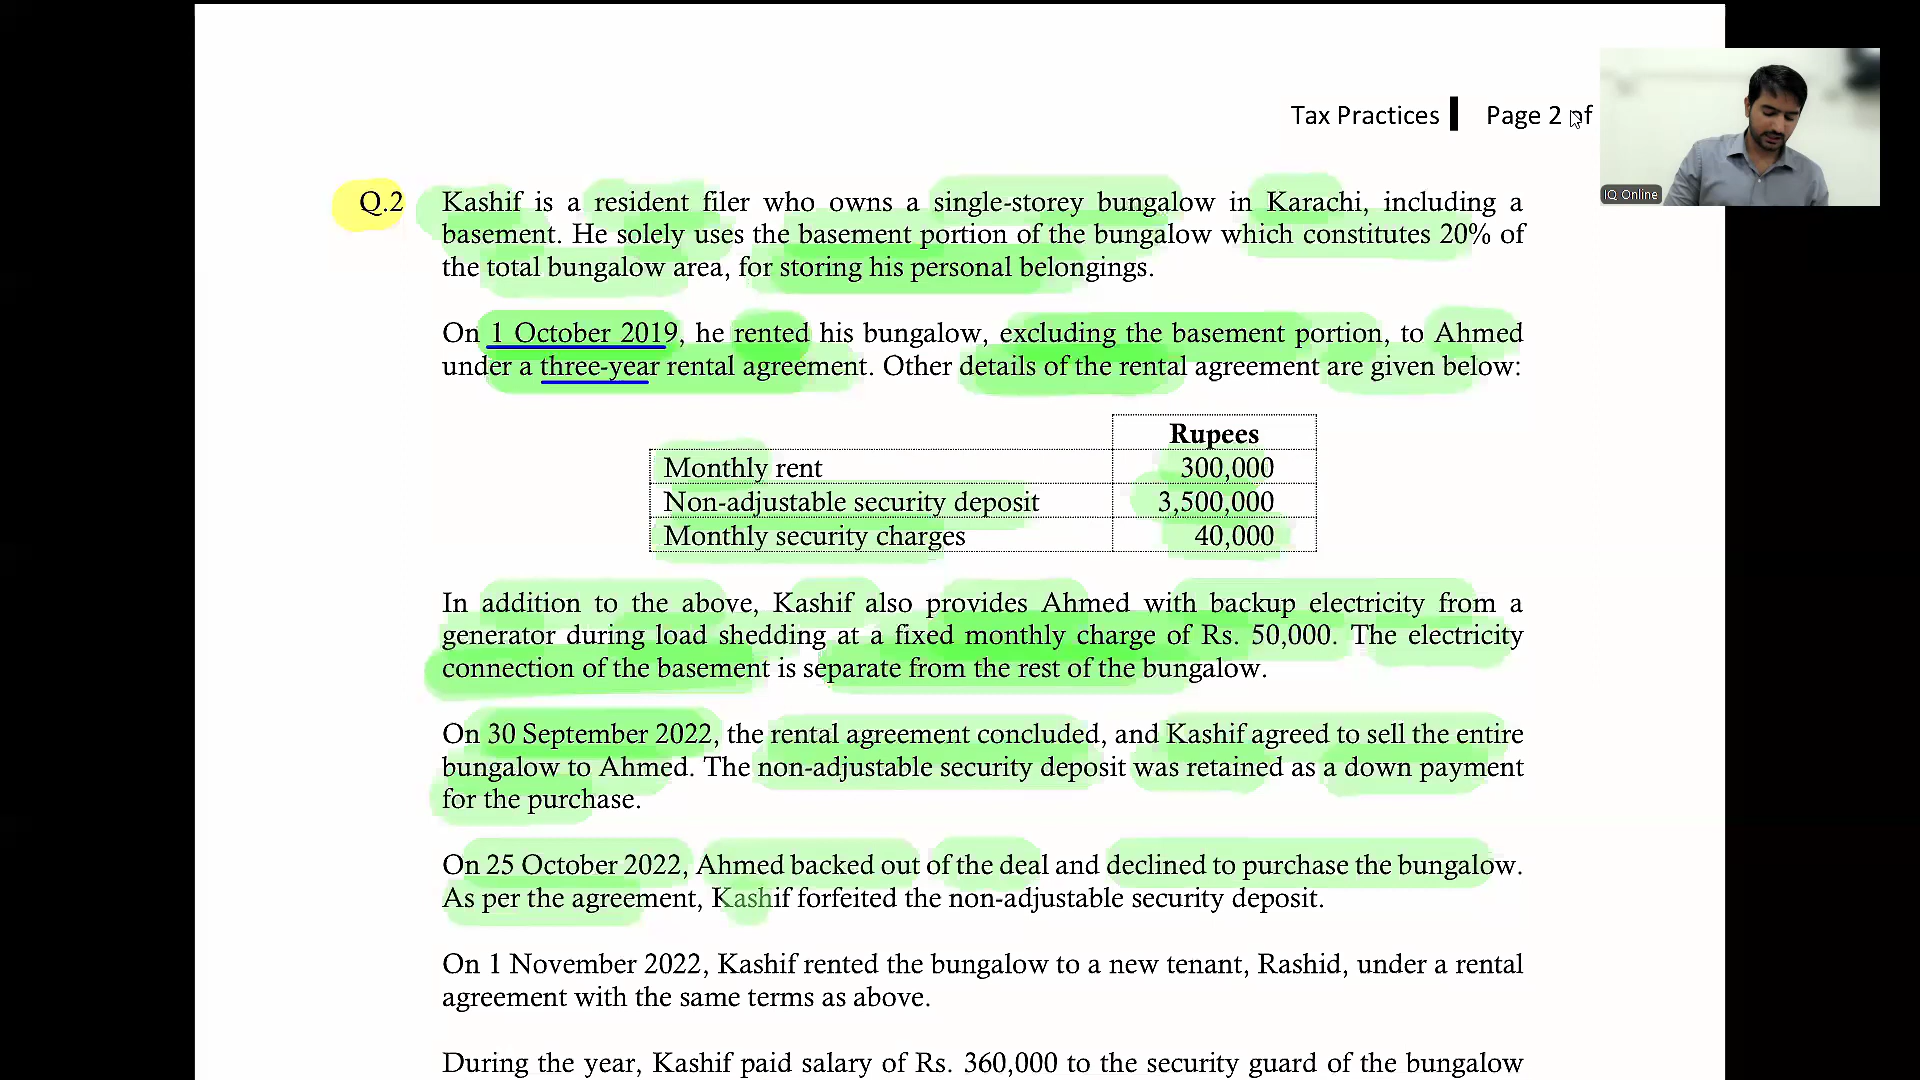 Tax Practices Page 2 of
IQ Online
Q.2 Kashif is a resident filer who owns a single-storey bungalow in Karachi, including a
basement. He solely uses the basement portion of the bungalow which constitutes 20% of
the total bungalow area, for storing his personal belongings.
On 1 October 2019, he rented his bungalow, excluding the basement portion, to Ahmed
under a three-year rental agreement. Other details of the rental agreement are given below:
Rupees
Monthly rent 300,000
Non-adjustable security deposit 3,500,000
Monthly security charges 40,000
In addition to the above, Kashif also provides Ahmed with backup electricity from a
generator during load shedding at a fixed monthly charge of Rs. 50,000. The electricity
connection of the basement is separate from the rest of the bungalow.
On 30 September 2022, the rental agreement concluded, and Kashif agreed to sell the entire
bungalow to Ahmed. The non-adjustable security deposit was retained as a down payment
for the purchase.
On 25 October 2022, Ahmed backed out of the deal and declined to purchase the bungalow.
As per the agreement, Kashif forfeited the non-adjustable security deposit.
On 1 November 2022, Kashif rented the bungalow to a new tenant, Rashid, under a rental
agreement with the same terms as above.
During the year, Kashif paid salary of Rs. 360,000 to the security guard of the bungalow